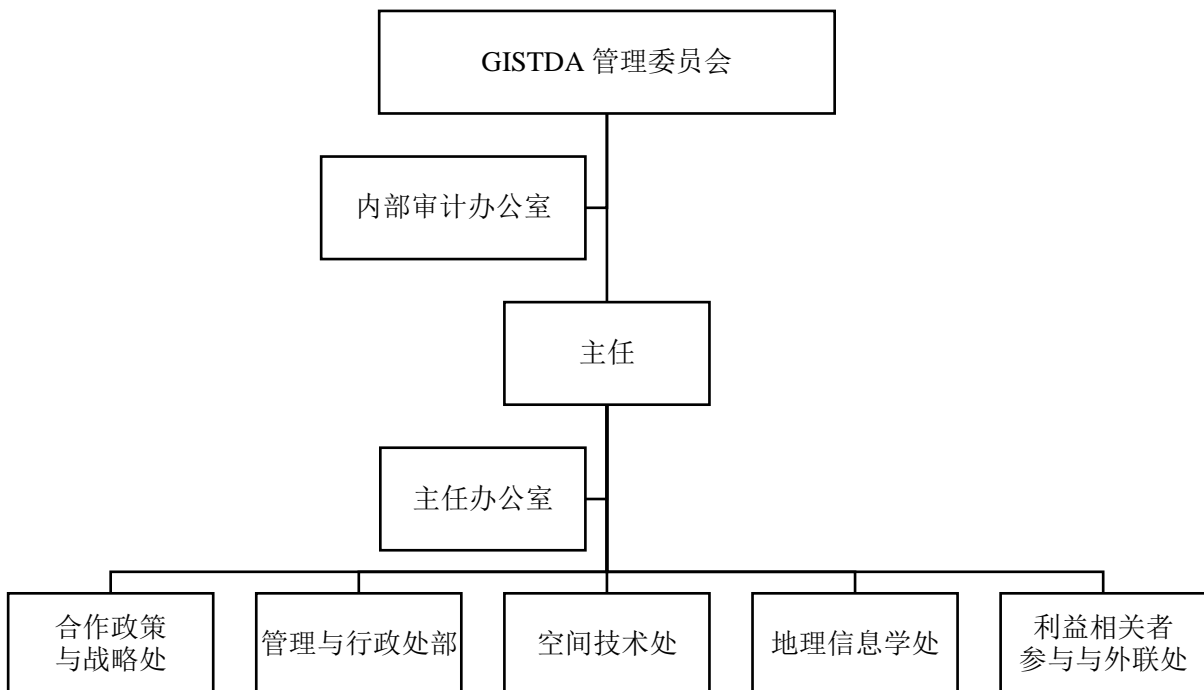 GISTDA 管理委员会
内部审计办公室
主任
主任办公室
合作政策
与战略处
管理与行政处部
空间技术处
地理信息学处
利益相关者
参与与外联处